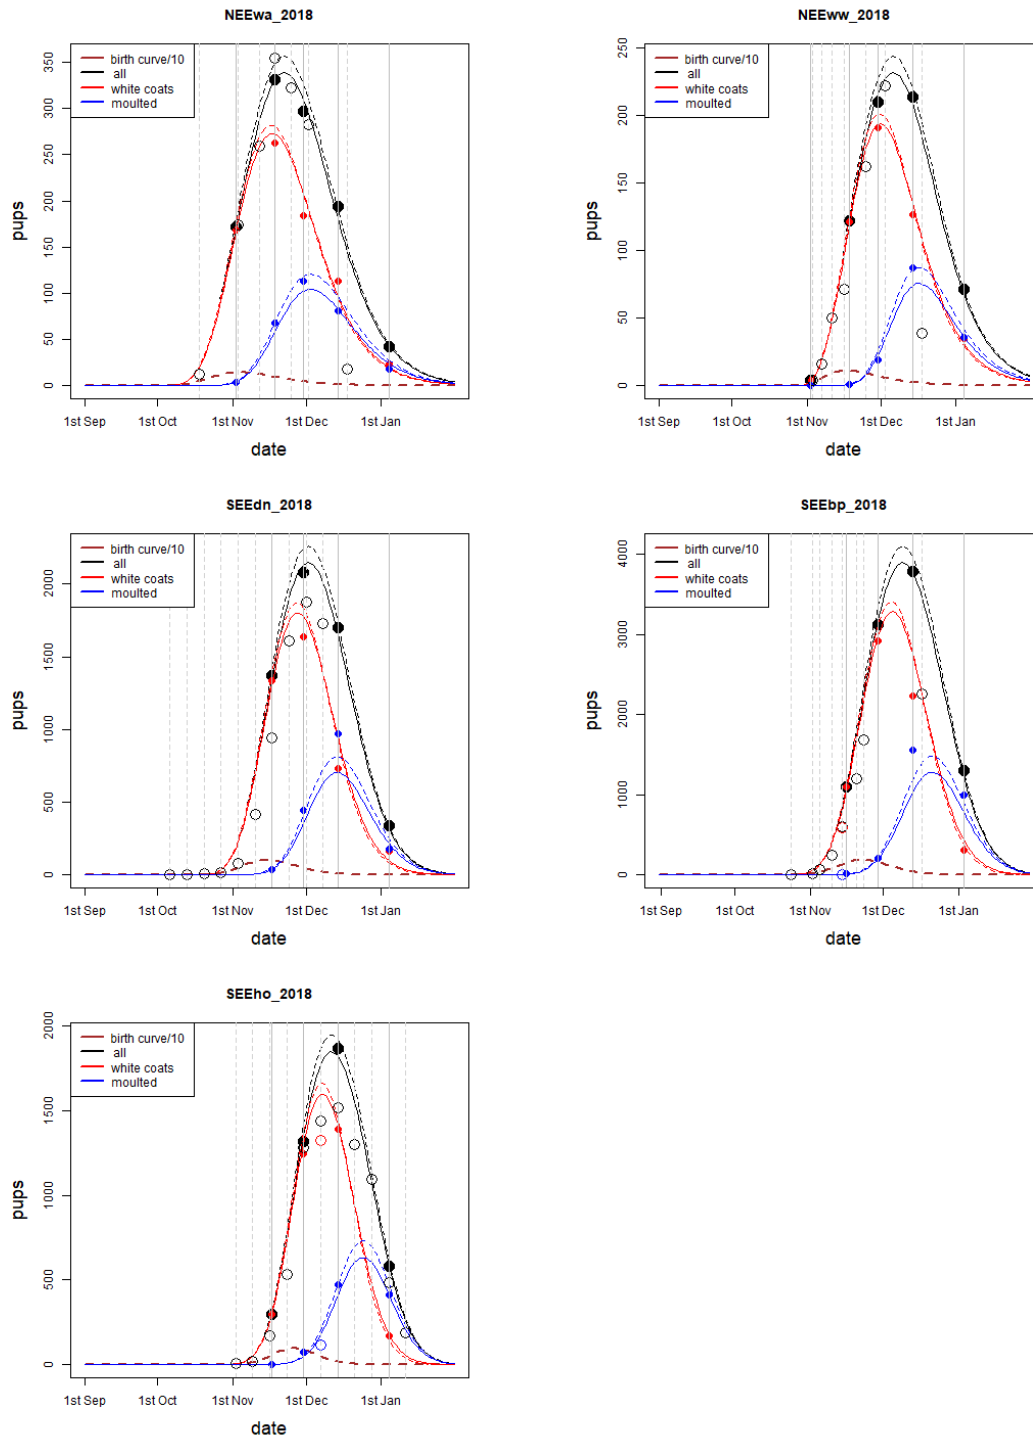 NEEwa_2018
birth curve/10
all
white coats
moulted
350
300
250
200
150
100
50
0
pups
1st Sep 1st Oct 1st Nov 1st Dec 1st Jan
date
NEEww_2018
birth curve/10
all
white coats
moulted
250
200
150
100
50
0
pups
1st Sep 1st Oct 1st Nov 1st Dec 1st Jan
date
SEEdn_2018
birth curve/10
all
white coats
moulted
2000
1500
1000
500
0
pups
1st Sep 1st Oct 1st Nov 1st Dec 1st Jan
date
SEEbp_2018
birth curve/10
all
white coats
moulted
4000
3000
2000
1000
0
pups
1st Sep 1st Oct 1st Nov 1st Dec 1st Jan
date
SEEho_2018
birth curve/10
all
white coats
moulted
2000
1500
1000
500
0
pups
1st Sep 1st Oct 1st Nov 1st Dec 1st Jan
date